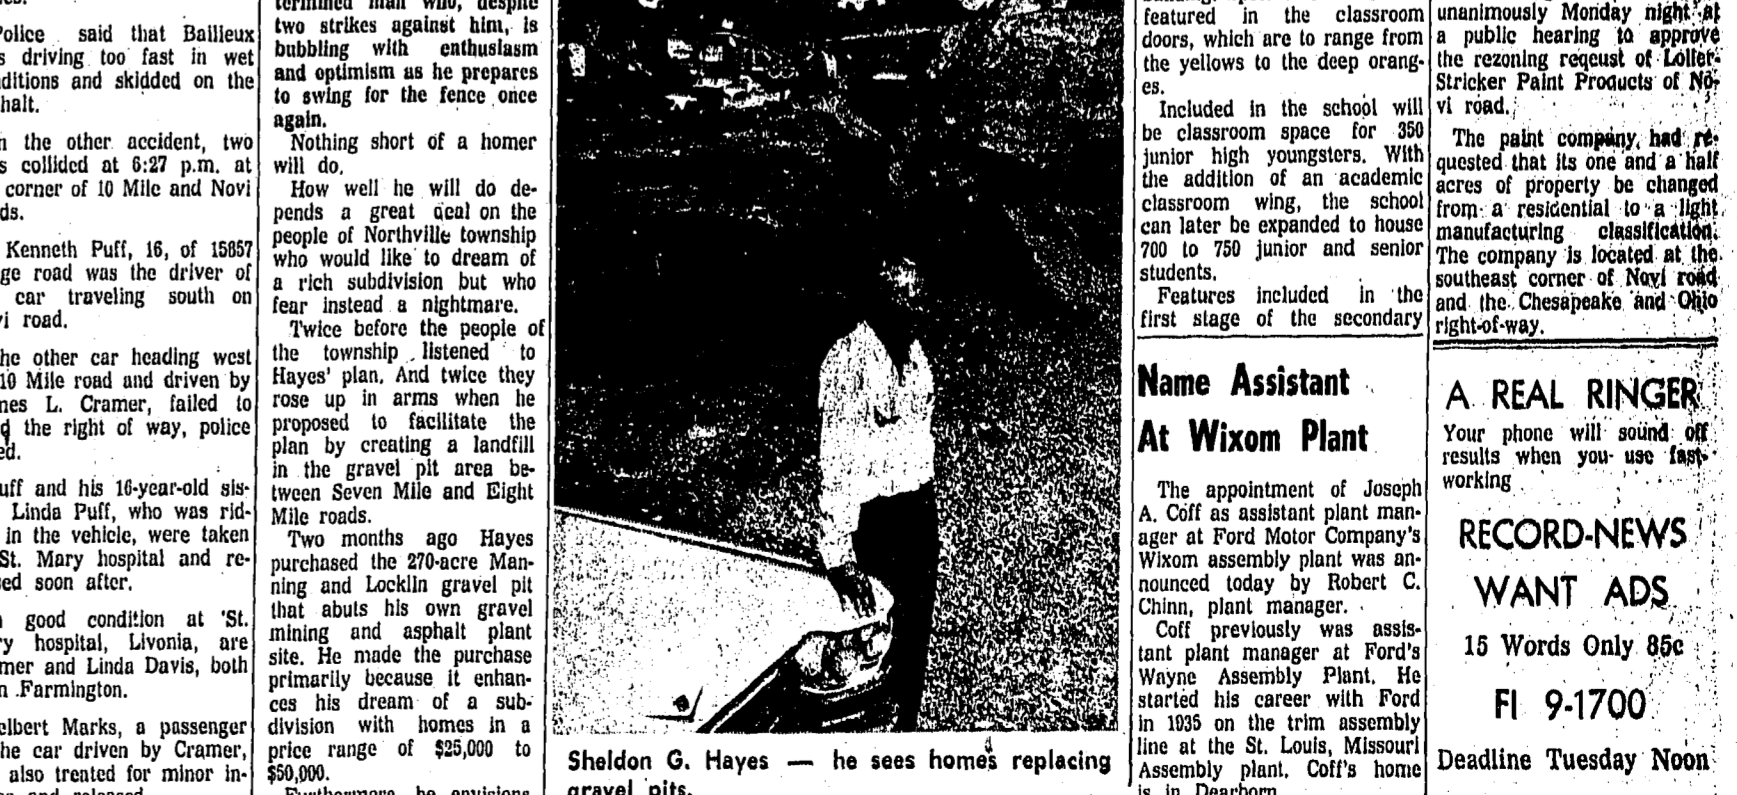 Police said that Bailleux
driving too fast in wet
ditions and skidded on the
halt.
the other accident, two
s collided at 6:27 p.m. at
corner of 10 Mile and Novi
ds.
Kenneth Puff, 16, of 15857
ge road was the driver of
car traveling south on
vi road.
he other car heading west
10 Mile road and driven by
nes L. Cramer, failed to
d the right of way, police
ed.
uff and his 16-year-old sis-
Linda Puff, who was rid-
in the vehicle, were taken
St. Mary hospital and re-
sed soon after.
good condition at 'St.
ry hospital, Livonia, are
mer and Linda Davis, both
n Farmington.
elbert Marks, a passenger
he car driven by Cramer,
also treated for minor in-
and released
termined man who, despite
two strikes against him, is
bubbling with enthusiasm
and optimism as he prepares
to swing for the fence once
again.
Nothing short of a homer
will do.
How well he will do de-
pends a great deal on the
people of Northville township
who would like to dream of
a rich subdivision but who
fear instead a nightmare.
Twice before the people of
the township listened to
Hayes' plan. And twice they
rose up in arms when he
proposed to facilitate the
plan by creating a landfill
in the gravel pit area be-
tween Seven Mile and Eight
Mile roads.
Two months ago Hayes
purchased the 270-acre Man-
ning and Locklin gravel pit
that abuts his own gravel
mining and asphalt plant
site. He made the purchase
primarily because it enhan-
ces his dream of a sub-
division with homes in a
price range of $25,000 to
$50,000.
Furthermore, he envisions
Sheldon G. Hayes — he sees homes replacing
gravel pits.
featured in the classroom
doors, which are to range from
the yellows to the deep orang-
es.
Included in the school will
be classroom space for 350
junior high youngsters. With
the addition of an academic
classroom wing, the school
can later be expanded to house
700 to 750 junior and senior
students.
Features included in the
first stage of the secondary
Name Assistant
At Wixom Plant
The appointment of Joseph
A. Coff as assistant plant man-
ager at Ford Motor Company's
Wixom assembly plant was an-
nounced today by Robert C.
Chinn, plant manager.
Coff previously was assis-
tant plant manager at Ford's
Wayne Assembly Plant. He
started his career with Ford
in 1935 on the trim assembly
line at the St. Louis, Missouri
Assembly plant. Coff's home
is in Dearborn.
unanimously Monday night at
a public hearing to approve
the rezoning reqeust of Loller-
Stricker Paint Products of No-
vi road.
The paint company had re-
quested that its one and a half
acres of property be changed
from a residential to a light
manufacturing classification.
The company is located at the
southeast corner of Novi road
and the Chesapeake and Ohio
right-of-way.
A REAL RINGER
Your phone will sound off
results when you use fast-
working
RECORD-NEWS
WANT ADS
15 Words Only 85c
FI 9-1700
Deadline Tuesday Noon